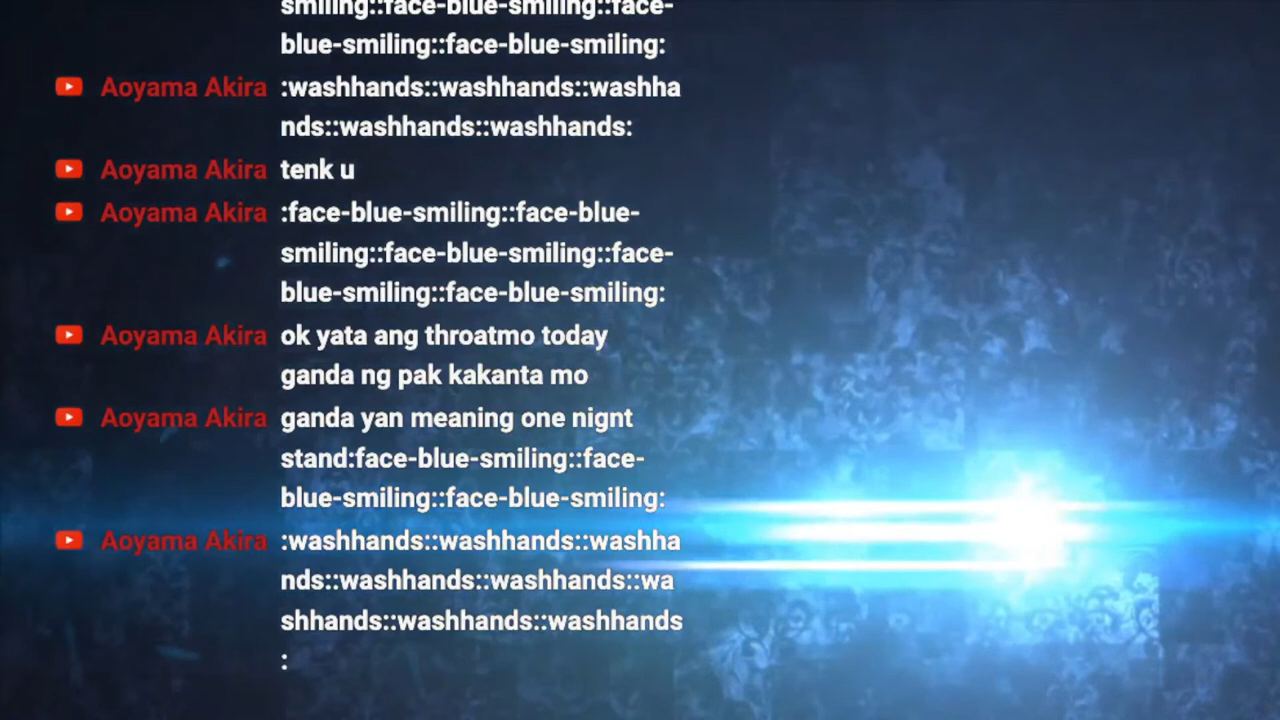 smiling::face-blue-smiling::face-
blue-smiling::face-blue-smiling:
Aoyama Akira :washhands::washhands::washha
nds::washhands::washhands:
Aoyama Akira tenk u
Aoyama Akira :face-blue-smiling::face-blue-
smiling::face-blue-smiling::face-
blue-smiling::face-blue-smiling:
Aoyama Akira ok yata ang throatmo today
ganda ng pak kakanta mo
Aoyama Akira ganda yan meaning one nignt
stand:face-blue-smiling::face-
blue-smiling::face-blue-smiling:
Aoyama Akira :washhands::washhands::washha
nds::washhands::washhands::wa
shhands::washhands::washhands
: